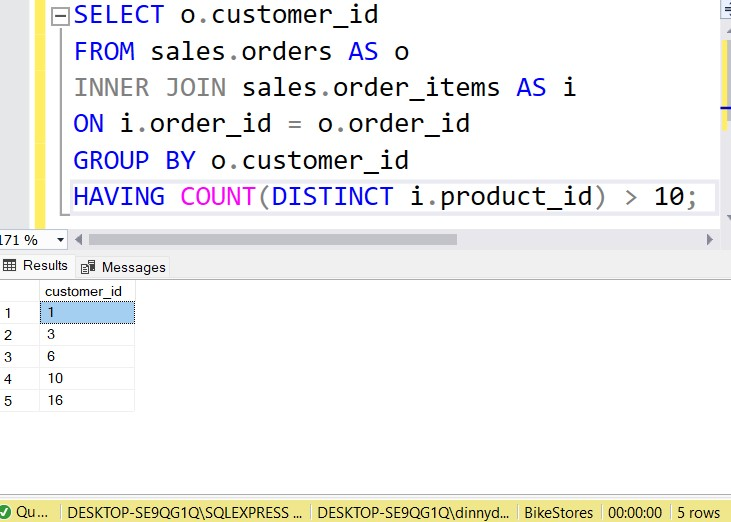 SELECT o.customer_id
FROM sales.orders AS o
INNER JOIN sales.order_items AS i
ON i.order_id = o.order_id
GROUP BY o.customer_id
HAVING COUNT(DISTINCT i.product_id) > 10;
171 %
Results Messages
customer_id
1 1
2 3
3 6
4 10
5 16
Qu... DESKTOP-SE9QG1Q\SQLEXPRESS ... DESKTOP-SE9QG1Q\dinnyd... BikeStores 00:00:00 5 rows